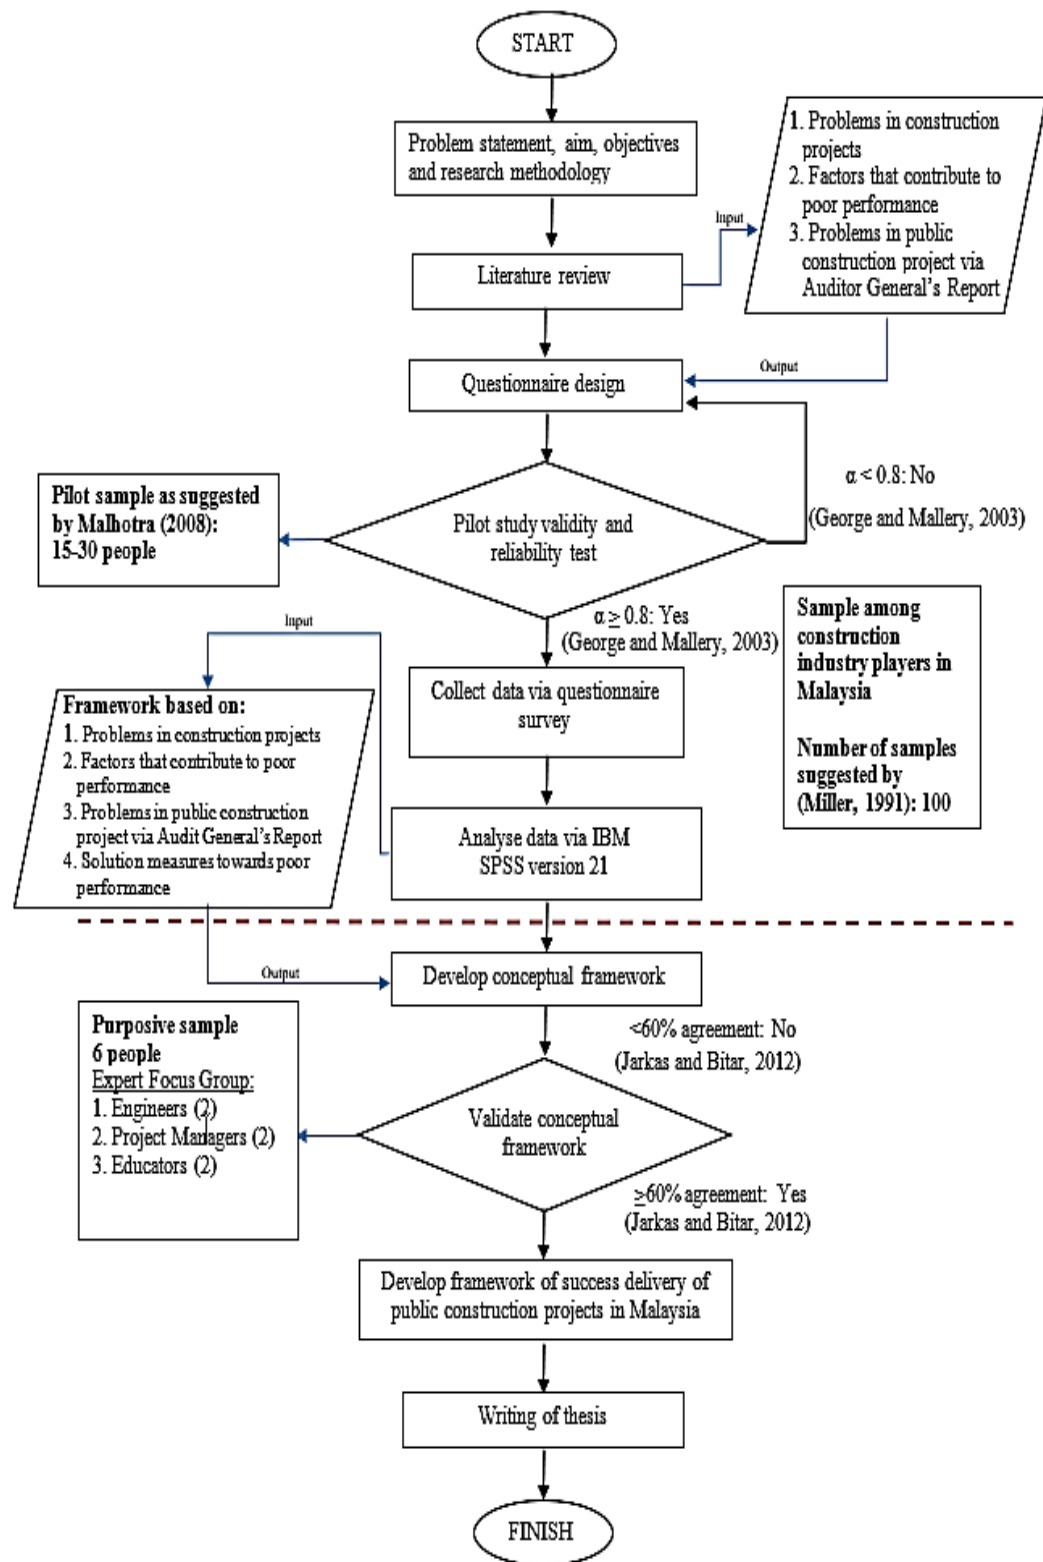 START
Problem statement, aim, objectives
and research methodology
1. Problems in construction
projects
2. Factors that contribute to
poor performance
3. Problems in public
construction project via
Auditor General's Report
Input
Literature review
Output
Questionnaire design
α < 0.8: No
(George and Mallery, 2003)
Pilot sample as suggested
by Malhotra (2008):
15-30 people
Pilot study validity and
reliability test
α ≥ 0.8: Yes
(George and Mallery, 2003)
Sample among
construction
industry players in
Malaysia
Number of samples
suggested by
(Miller, 1991): 100
Input
Collect data via questionnaire
survey
Framework based on:
1. Problems in construction projects
2. Factors that contribute to poor
performance
3. Problems in public construction
project via Audit General's Report
4. Solution measures towards poor
performance
Analyse data via IBM
SPSS version 21
Output
Develop conceptual framework
<60% agreement: No
(Jarkas and Bitar, 2012)
Purposive sample
6 people
Expert Focus Group:
1. Engineers (2)
2. Project Managers (2)
3. Educators (2)
Validate conceptual
framework
≥60% agreement: Yes
(Jarkas and Bitar, 2012)
Develop framework of success delivery of
public construction projects in Malaysia
Writing of thesis
FINISH